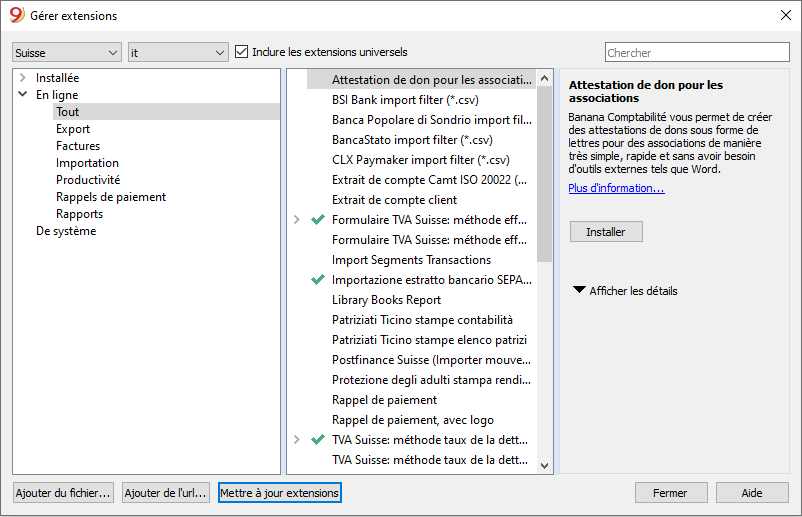 Gérer extensions
Suisse
it
Inclure les extensions universels
Chercher
Installée
En ligne
Tout
Export
Factures
Importation
Productivité
Rappels de paiement
Rapports
De système
Attestation de don pour les associati...
BSI Bank import filter (*.csv)
Banca Popolare di Sondrio import fil...
BancaStato import filter (*.csv)
CLX Paymaker import filter (*.csv)
Extrait de compte Camt ISO 20022 (...
Extrait de compte client
Formulaire TVA Suisse: méthode eff...
Formulaire TVA Suisse: méthode eff...
Import Segments Transactions
Importazione estratto bancario SEPA...
Library Books Report
Patriziati Ticino stampe contabilità
Patriziati Ticino stampe elenco patrizi
Postfinance Suisse (Importer mouve...
Protezione degli adulti stampa rendi...
Rappel de paiement
Rappel de paiement, avec logo
TVA Suisse: méthode taux de la dett...
TVA Suisse: méthode taux de la dett...
Attestation de don pour les
associations
Banana Comptabilité vous permet de créer
des attestations de dons sous forme de
lettres pour des associations de manière
très simple, rapide et sans avoir besoin
d'outils externes tels que Word.
Plus d'information...
Installer
Afficher les détails
Ajouter du fichier...
Ajouter de l'url...
Mettre à jour extensions
Fermer
Aide